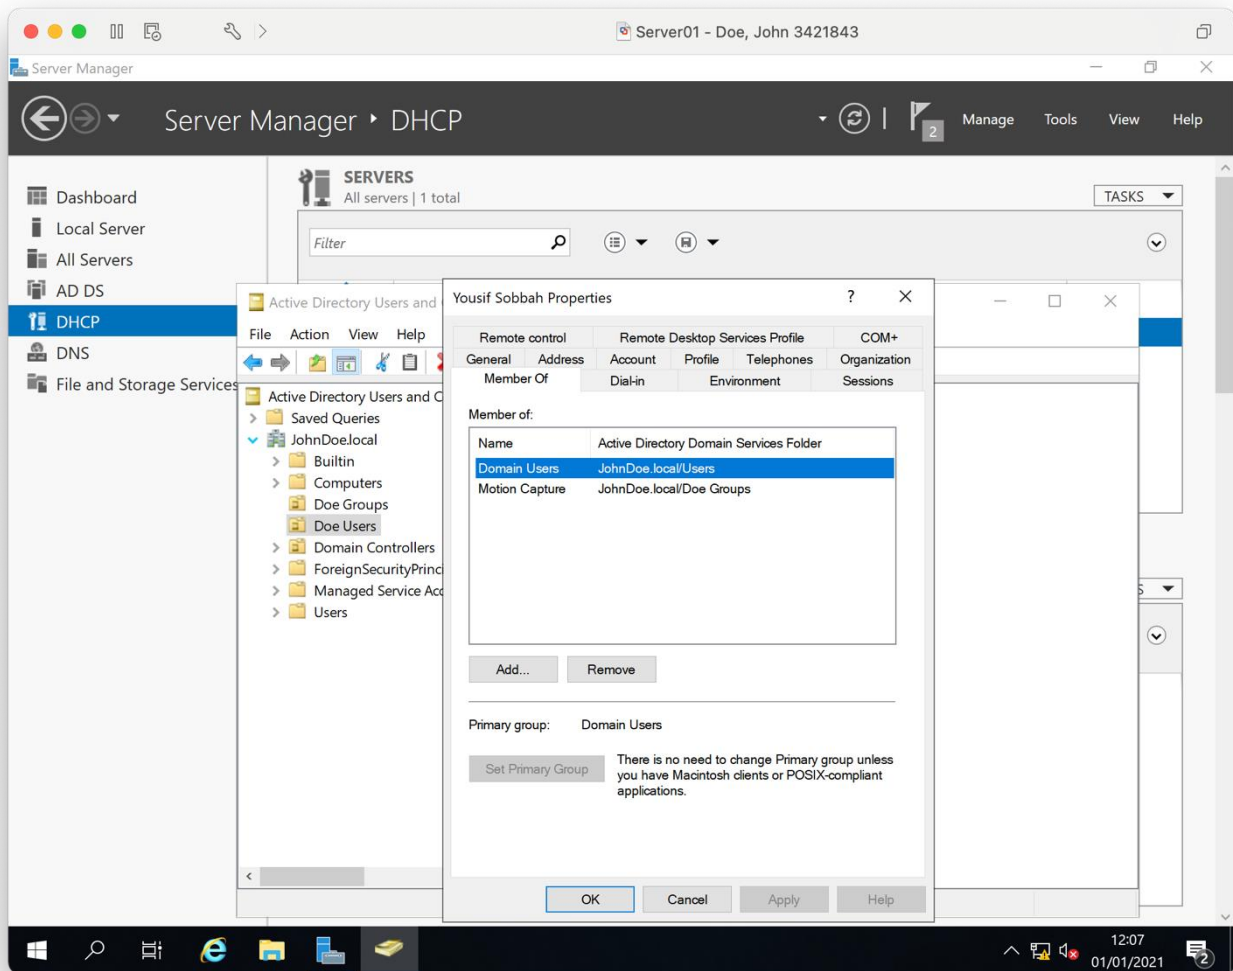 Server01 - Doe, John 3421843
Server Manager
Server Manager • DHCP
2
Manage Tools View Help
Dashboard
Local Server
All Servers
AD DS
DHCP
DNS
File and Storage Services
SERVERS
All servers | 1 total
TASKS
Filter
Active Directory Users and
File Action View Help
Active Directory Users and C
Saved Queries
JohnDoe.local
Builtin
Computers
Doe Groups
Doe Users
Domain Controllers
ForeignSecurityPrinci
Managed Service Acc
Users
Yousif Sobbah Properties
?
Remote control Remote Desktop Services Profile COM+
General Address Account Profile Telephones Organization
Member Of Dial-in Environment Sessions
Member of:
Name Active Directory Domain Services Folder
Domain Users JohnDoe.local/Users
Motion Capture JohnDoe.local/Doe Groups
Add... Remove
Primary group: Domain Users
Set Primary Group
There is no need to change Primary group unless
you have Macintosh clients or POSIX-compliant
applications.
OK Cancel Apply Help
S
12:07
01/01/2021
2